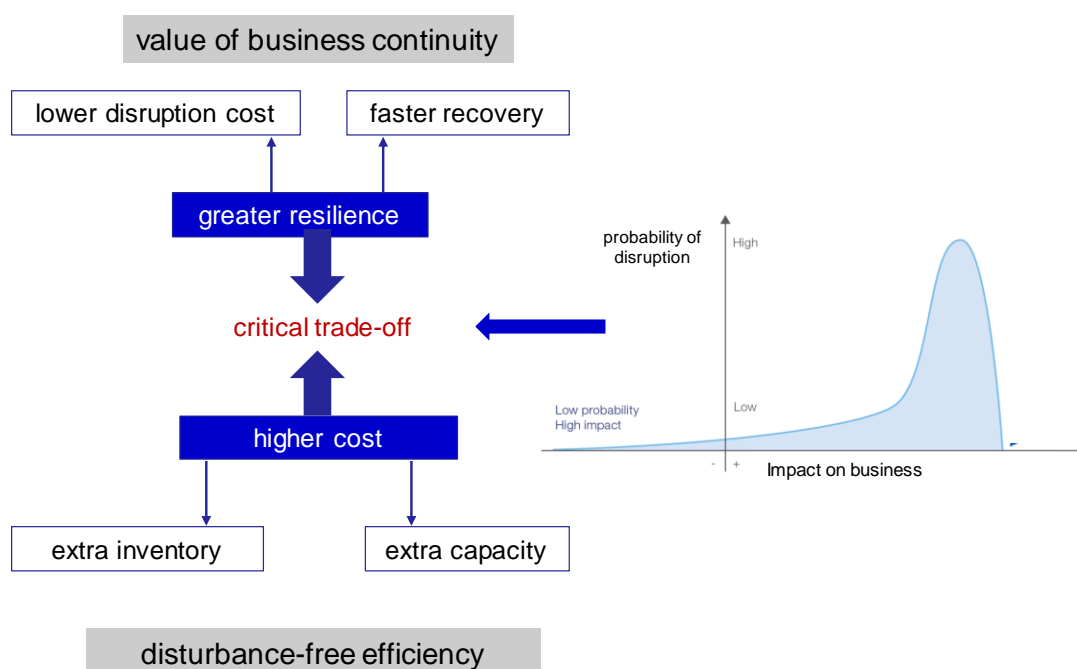 value of business continuity
lower disruption cost
faster recovery
greater resilience
critical trade-off
higher cost
extra inventory
extra capacity
disturbance-free efficiency
probability of
disruption
High
Low
Low probability
High impact
- +
Impact on business